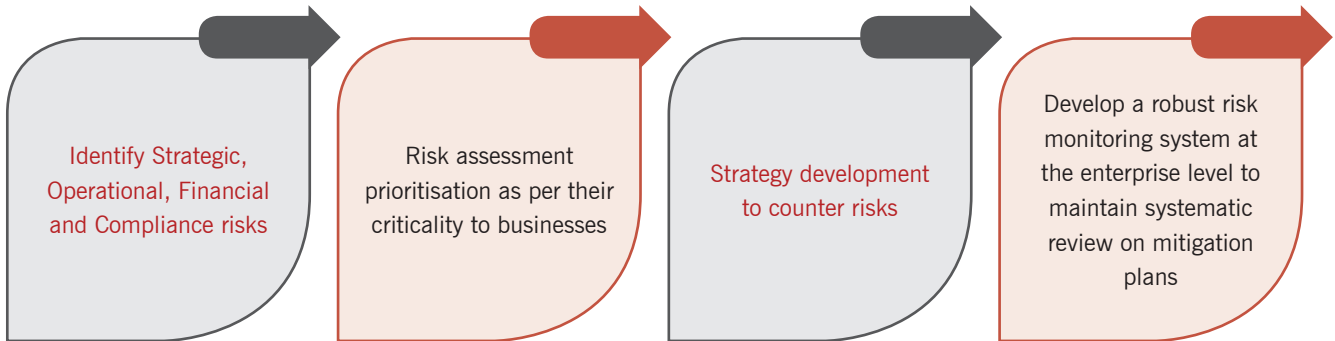 Identify Strategic,
Operational, Financial
and Compliance risks
Risk assessment
prioritisation as per their
criticality to businesses
Strategy development
to counter risks
Develop a robust risk
monitoring system at
the enterprise level to
maintain systematic
review on mitigation
plans